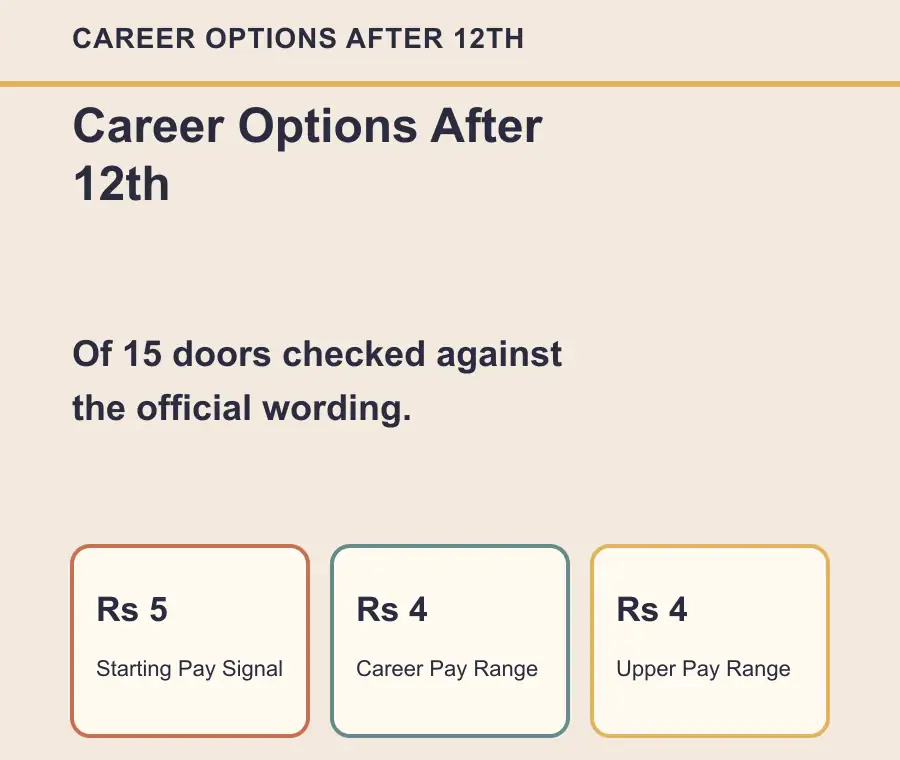 CAREER OPTIONS AFTER 12TH
Career Options After
12th
Of 15 doors checked against
the official wording.
Rs 5
Starting Pay Signal
Rs 4
Career Pay Range
Rs 4
Upper Pay Range